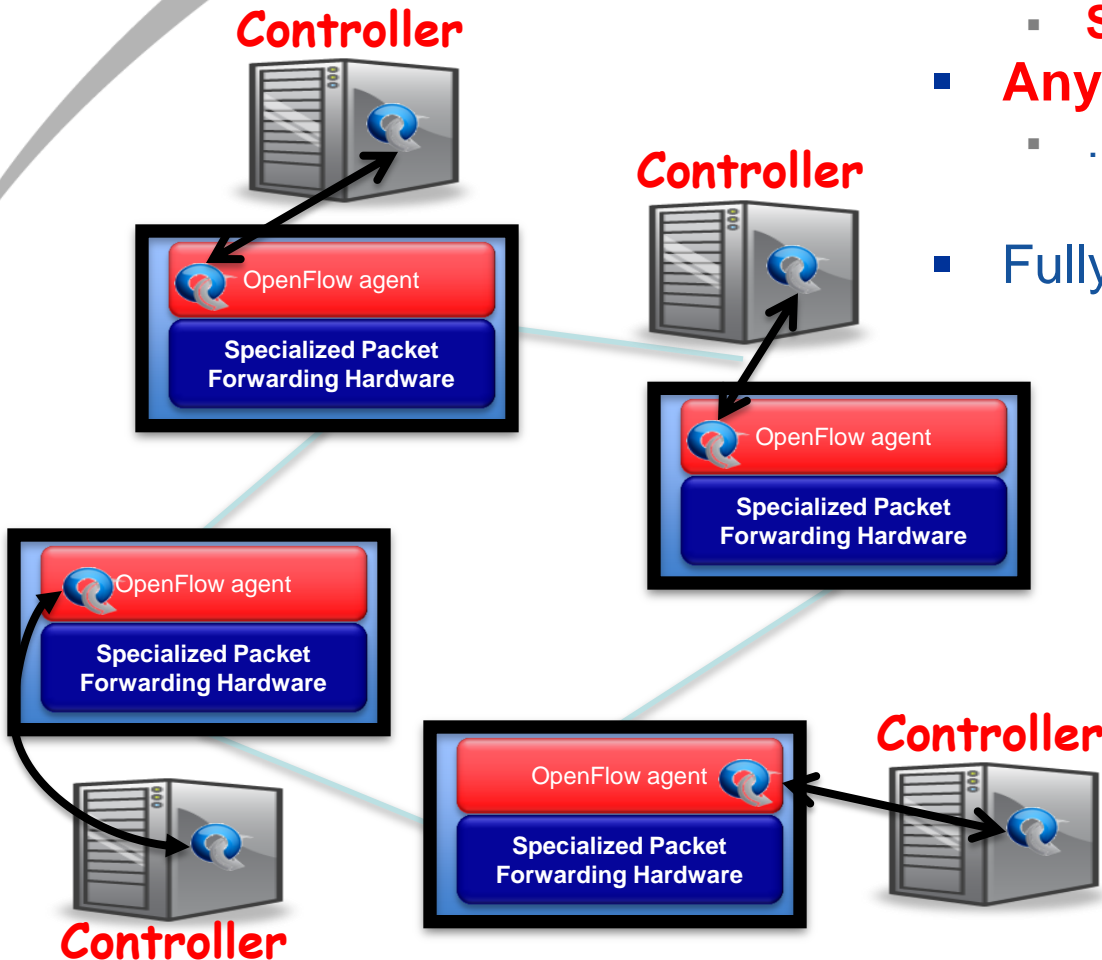 Controller
S
Any
.
Controller
Fully
OpenFlow agent
Specialized Packet
Forwarding Hardware
OpenFlow agent
Specialized Packet
Forwarding Hardware
OpenFlow agent
Specialized Packet
Forwarding Hardware
Controller
OpenFlow agent
Specialized Packet
Forwarding Hardware
Controller